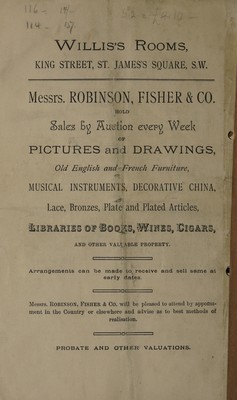 WILLIS'S ROOMS,
KING STREET, ST. JAMES'S SQUARE, S.W.
Messrs. ROBINSON, FISHER & CO.
HOLD
Sales by Auction every Week
OF
PICTURES and DRAWINGS,
Old English and French Furniture,
MUSICAL INSTRUMENTS, DECORATIVE CHINA,
Lace, Bronzes, Plate and Plated Articles,
LIBRARIES OF BOOKS, WINES, CIGARS,
AND OTHER VALUABLE PROPERTY.
Arrangements can be made to receive and sell same at
early dates.
Messrs. ROBINSON, FISHER & CO. will be pleased to attend by appoint-
ment in the Country or elsewhere and advise as to best methods of
realisation.
PROBATE AND OTHER VALUATIONS.